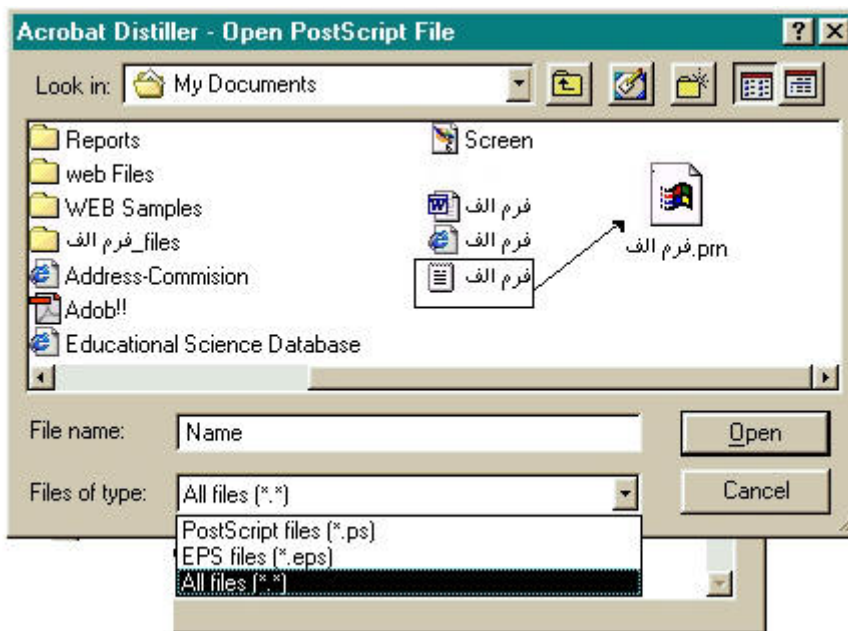 Acrobat Distiller - Open PostScript File
Look in: My Documents
Reports
web Files
WEB Samples
فرم الف_files
Address-Commision
Adob!!
Educational Science Database
Screen
فرم الف
فرم الف
فرم الف
فرم الف.prn
File name: Name
Open
Files of type: All files (*.*)
Cancel
PostScript files (*.ps)
EPS files (*.eps)
All files (*.*)